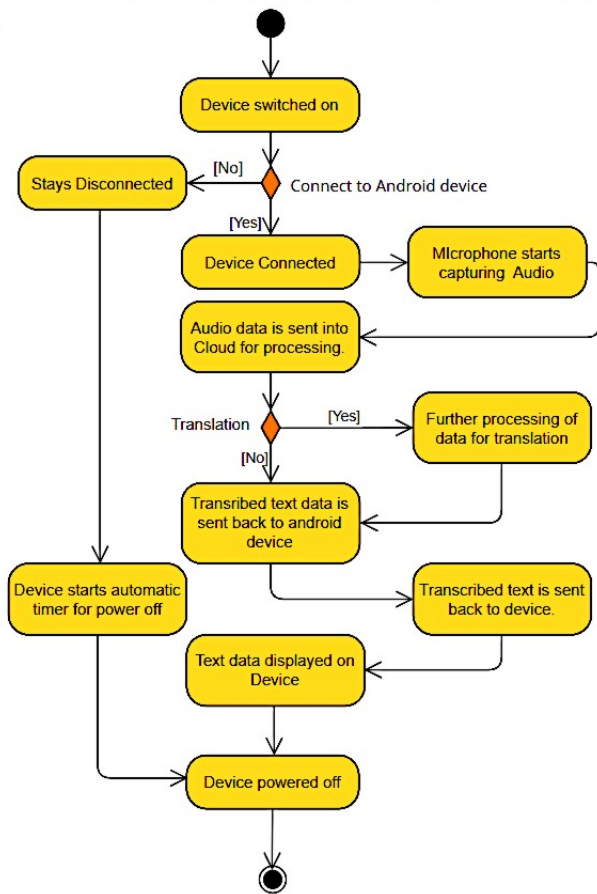 Device switched on
[No]
Stays Disconnected
Connect to Android device
[Yes]
Device Connected
MIcrophone starts
capturing Audio
Audio data is sent into
Cloud for processing.
Translation
[Yes]
Further processing of
data for translation
[No]
Transribed text data is
sent back to android
device
Device starts automatic
timer for power off
Transcribed text is sent
back to device.
Text data displayed on
Device
Device powered off